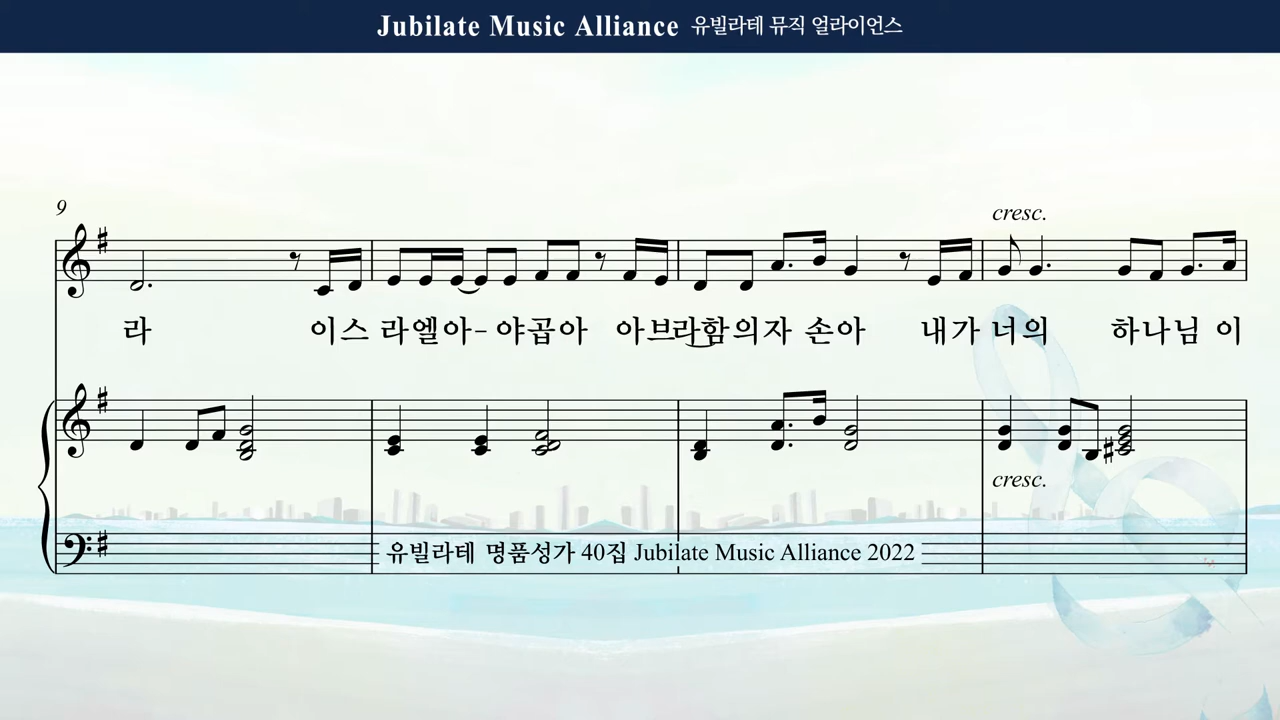 Jubilate Music Alliance 유빌라테 뮤직 얼라이언스
9
cresc.
라 이스 라엘아- 야곱아 아브라함의자 손아 내가 너의 하나님 이
cresc.
유빌라테 명품성가 40집 Jubilate Music Alliance 2022